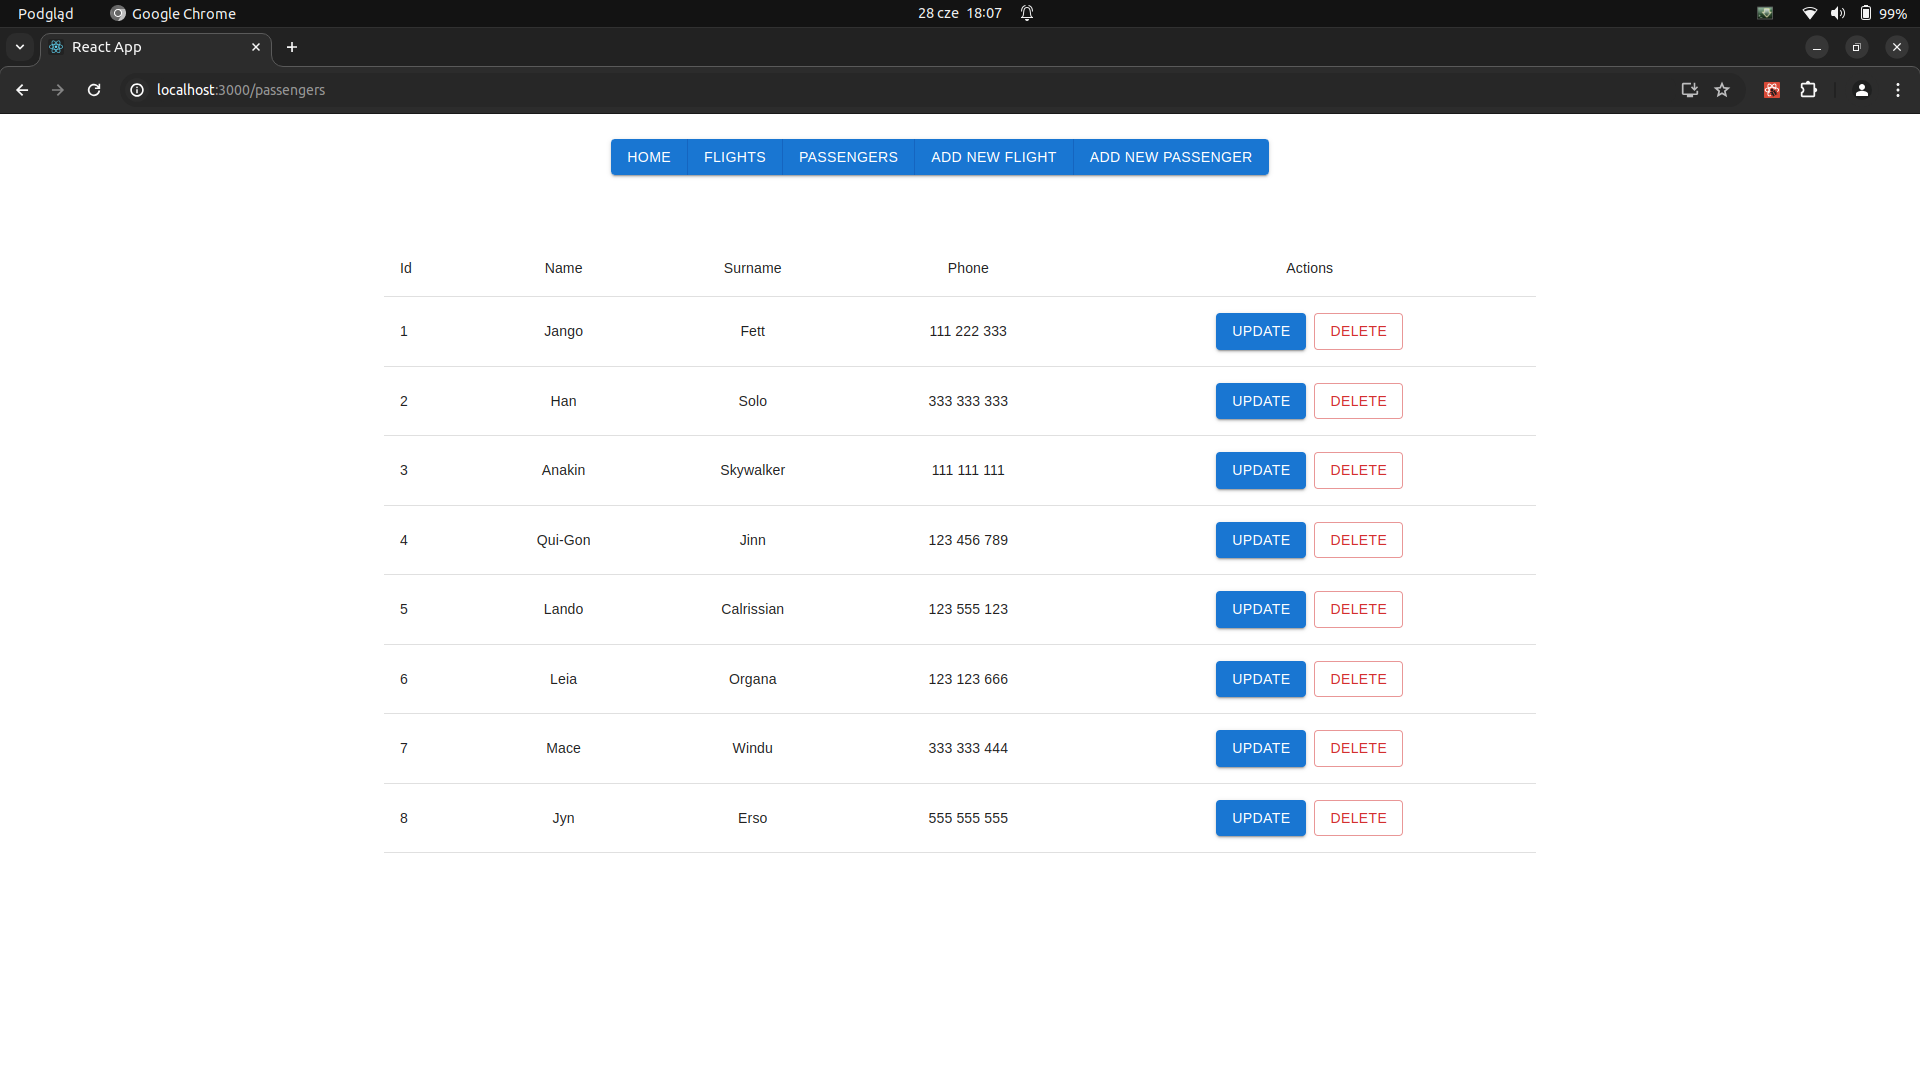 Podgląd Google Chrome 28 cze 18:07 99%
React App
localhost:3000/passengers
HOME FLIGHTS PASSENGERS ADD NEW FLIGHT ADD NEW PASSENGER
Id Name Surname Phone Actions
1 Jango Fett 111 222 333 UPDATE DELETE
2 Han Solo 333 333 333 UPDATE DELETE
3 Anakin Skywalker 111 111 111 UPDATE DELETE
4 Qui-Gon Jinn 123 456 789 UPDATE DELETE
5 Lando Calrissian 123 555 123 UPDATE DELETE
6 Leia Organa 123 123 666 UPDATE DELETE
7 Mace Windu 333 333 444 UPDATE DELETE
8 Jyn Erso 555 555 555 UPDATE DELETE